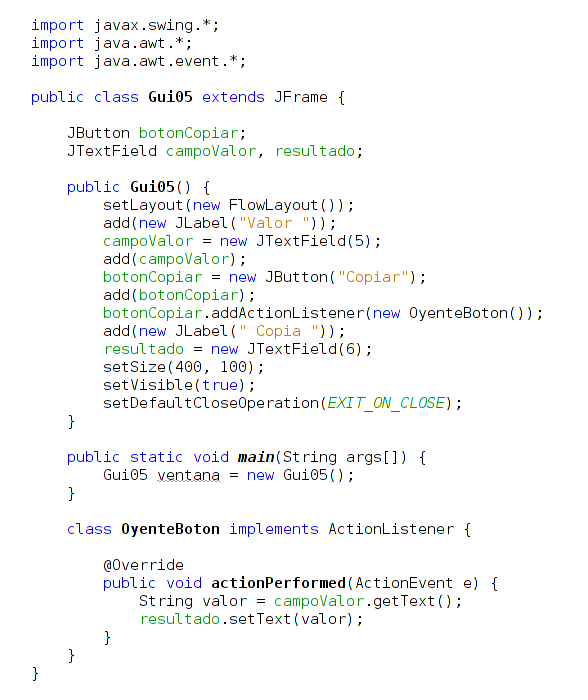 import javax.swing.*;
import java.awt.*;
import java.awt.event.*;

public class Gui05 extends JFrame {

    JButton botonCopiar;
    JTextField campoValor, resultado;

    public Gui05() {
        setLayout(new FlowLayout());
        add(new JLabel("Valor "));
        campoValor = new JTextField(5);
        add(campoValor);
        botonCopiar = new JButton("Copiar");
        add(botonCopiar);
        botonCopiar.addActionListener(new OyenteBoton());
        add(new JLabel(" Copia "));
        resultado = new JTextField(6);
        setSize(400, 100);
        setVisible(true);
        setDefaultCloseOperation(EXIT_ON_CLOSE);
    }

    public static void main(String args[]) {
        Gui05 ventana = new Gui05();
    }

    class OyenteBoton implements ActionListener {

        @Override
        public void actionPerformed(ActionEvent e) {
            String valor = campoValor.getText();
            resultado.setText(valor);
        }
    }
}